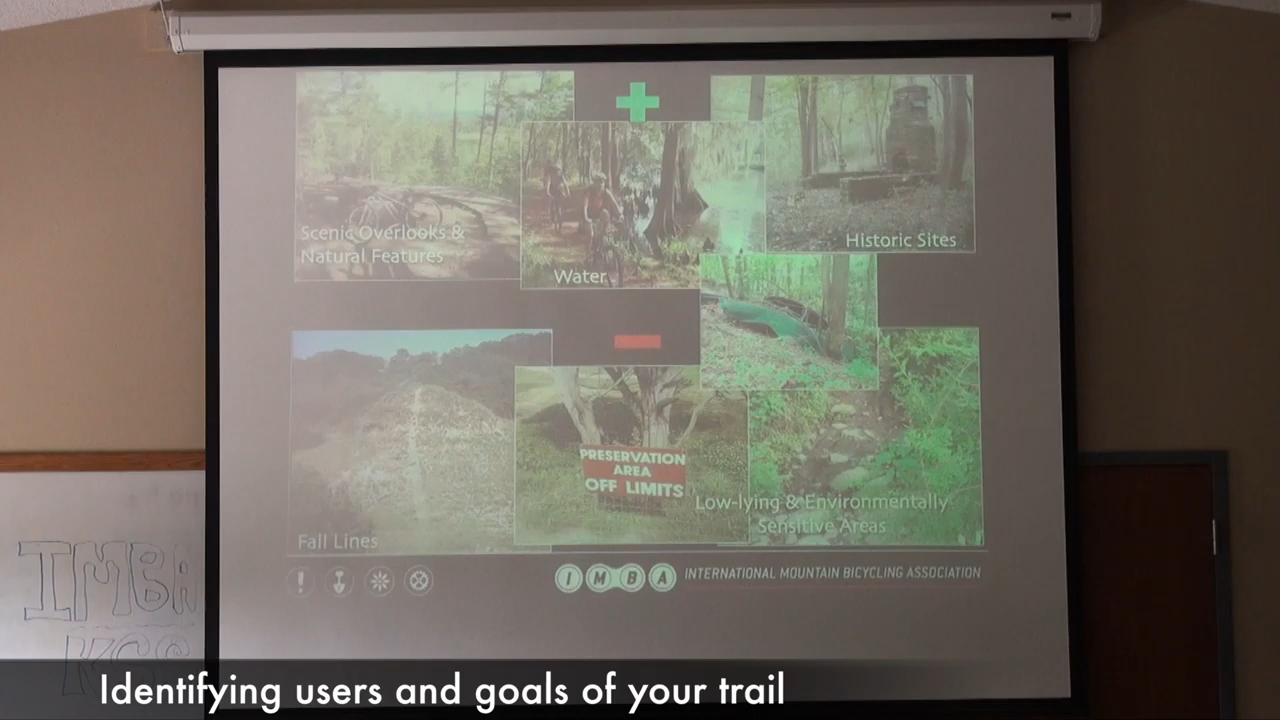 Scenic Overlooks &
Natural Features
Water
Historic Sites
Fall Lines
PRESERVATION
AREA
OFF LIMITS
Low-lying & Environmentally
Sensitive Areas
IMBA INTERNATIONAL MOUNTAIN BICYCLING ASSOCIATION
IMBA
Identifying users and goals of your trail